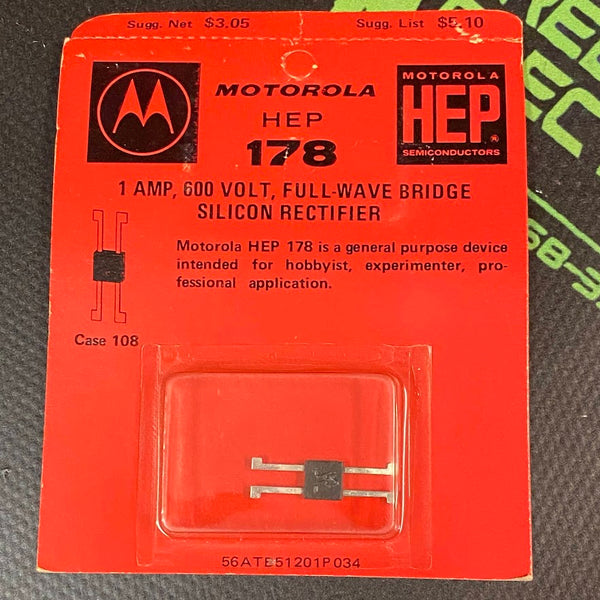 Sugg. Net $3.05 Sugg. List $5.10
MOTOROLA
HEP
178
MOTOROLA
HEP
SEMICONDUCTORS
1 AMP, 600 VOLT, FULL-WAVE BRIDGE
SILICON RECTIFIER
Motorola HEP 178 is a general purpose device
intended for hobbyist, experimenter, pro-
fessional application.
Case 108
56ATB51201P034